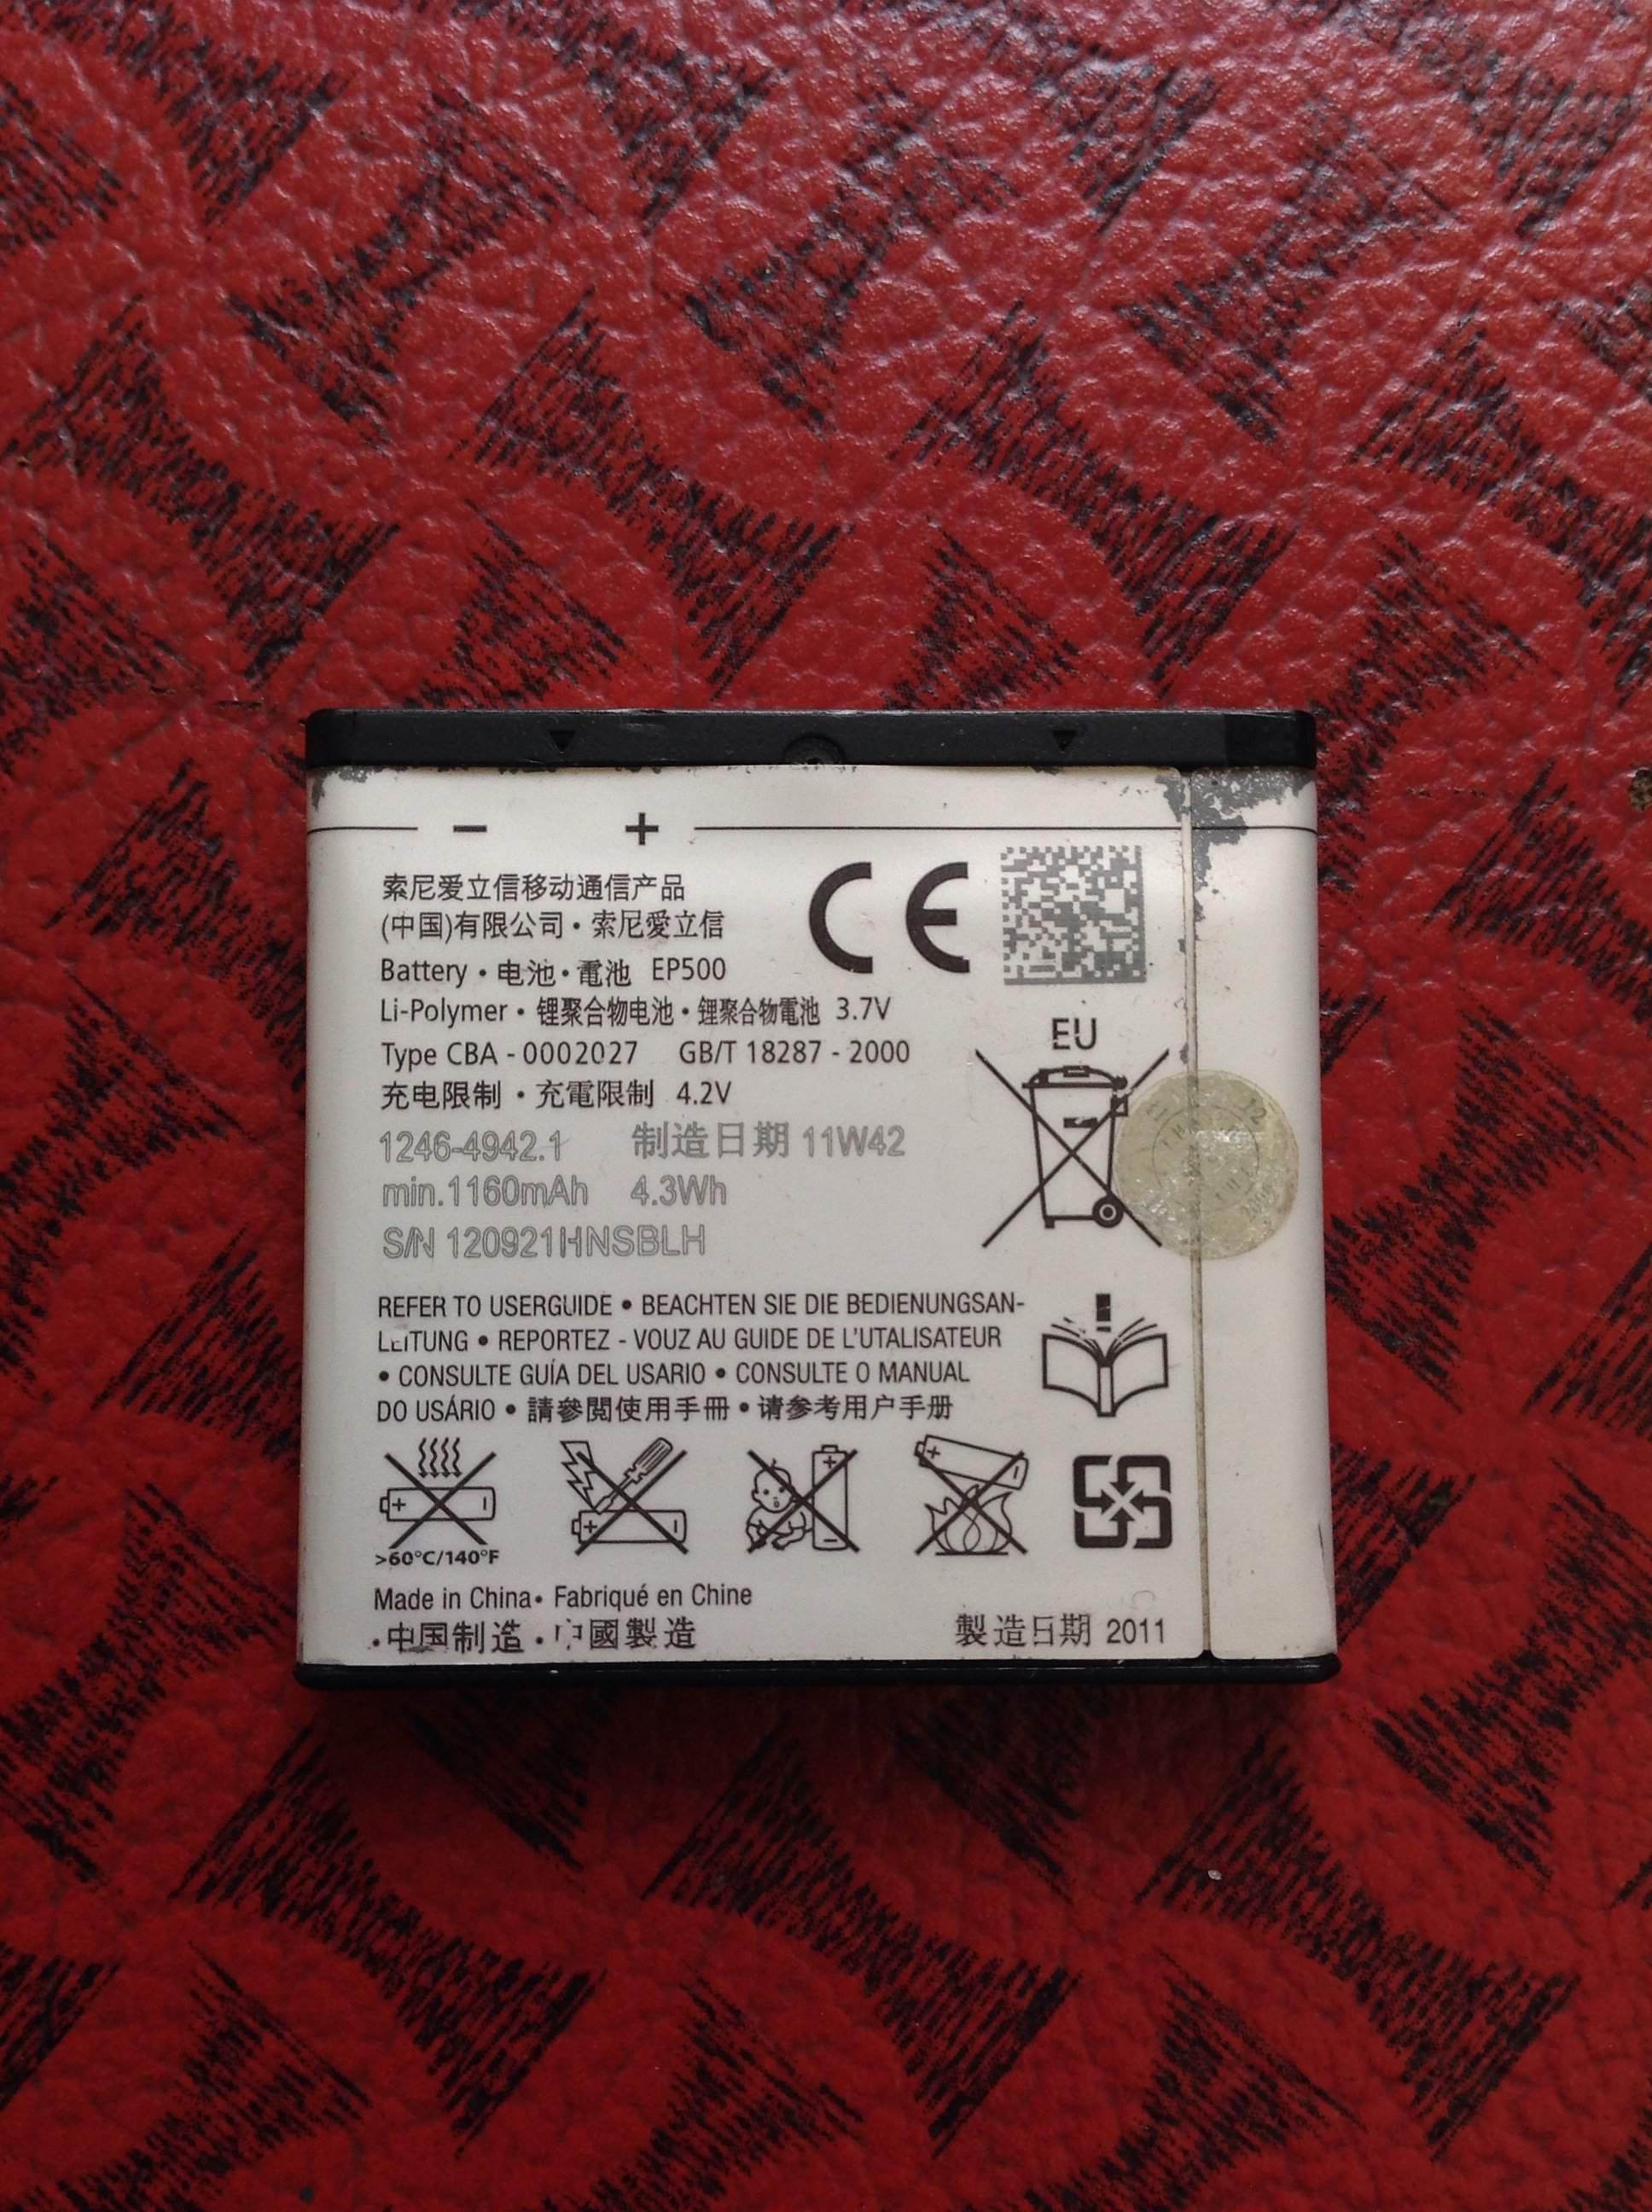 − +
索尼爱立信移动通信产品
(中国)有限公司・索尼愛立信
Battery・电池・電池 EP500
Li-Polymer・锂聚合物电池・鋰聚合物電池 3.7V
Type CBA - 0002027 GB/T 18287 - 2000
充电限制・充電限制 4.2V
1246-4942.1 制造日期 11W42
min.1160mAh 4.3Wh
S/N 120921HNSBLH
CE
EU
REFER TO USERGUIDE • BEACHTEN SIE DIE BEDIENUNGSAN-
LEITUNG • REPORTEZ - VOUZ AU GUIDE DE L'UTALISATEUR
• CONSULTE GUÍA DEL USARIO • CONSULTE O MANUAL
DO USÁRIO • 請參閱使用手冊 • 请参考用户手册
>60°C/140°F
Made in China• Fabriqué en Chine
・中国制造・中國製造
製造日期 2011
12